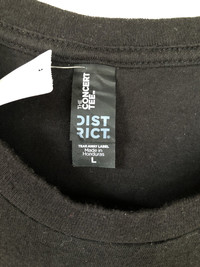 THE
CONCERT
TEE
DIST
RICT.
TEAR AWAY LABEL
Made in
Honduras
L